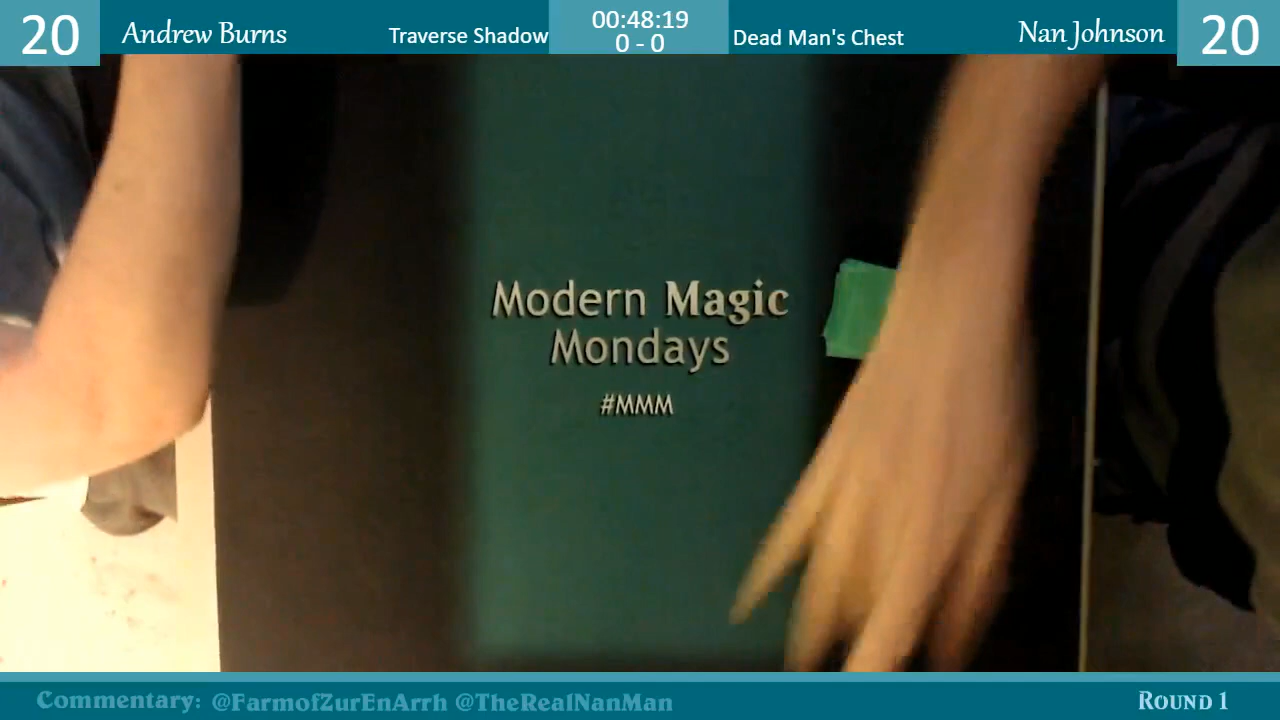 20 Andrew Burns Traverse Shadow 00:48:19 Dead Man's Chest Nan Johnson 20
0 - 0
Modern Magic
Mondays
#MMM
Commentary: @FarmofZurEnArrh @TheRealNanMan Round 1